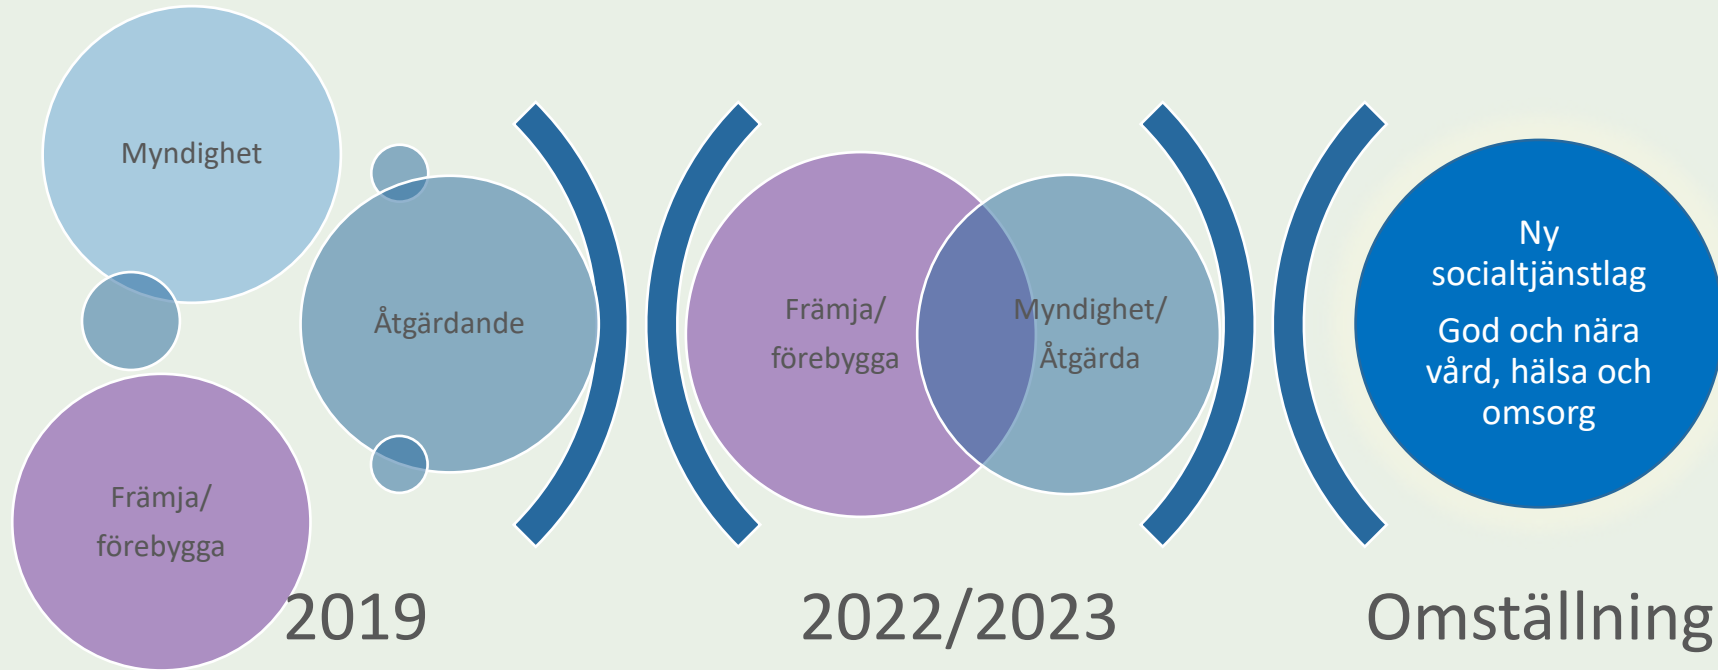 Myndighet
Åtgärdande
Främja/
förebygga
2019
Främja/
förebygga
Myndighet/
Åtgärda
2022/2023
Ny
socialtjänstlag
God och nära
vård, hälsa och
omsorg
Omställning